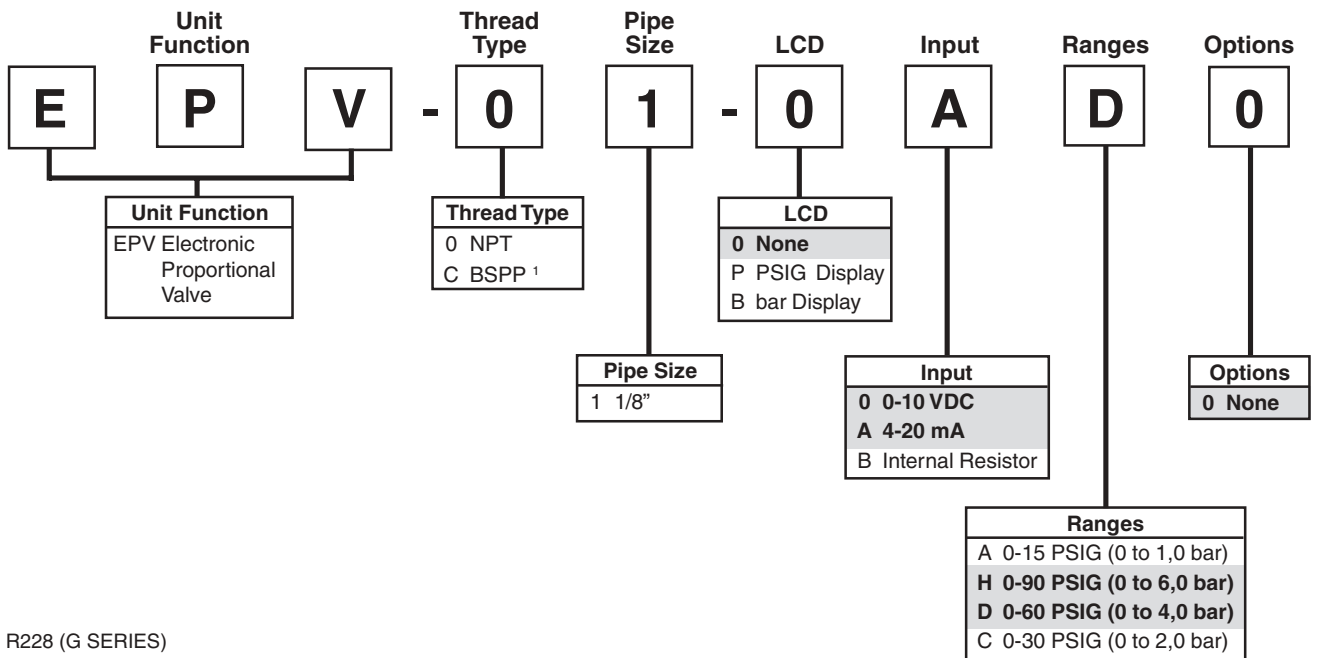 Unit Function
Thread Type
Pipe Size
LCD
Input
Ranges
Options
E P V - 0 1 - 0 A D 0
Unit Function
EPV Electronic
Proportional
Valve
Thread Type
0 NPT
C BSPP ¹
LCD
0 None
P PSIG Display
B bar Display
Pipe Size
1 1/8”
Input
0 0-10 VDC
A 4-20 mA
B Internal Resistor
Options
0 None
Ranges
A 0-15 PSIG (0 to 1,0 bar)
H 0-90 PSIG (0 to 6,0 bar)
D 0-60 PSIG (0 to 4,0 bar)
C 0-30 PSIG (0 to 2,0 bar)
R228 (G SERIES)